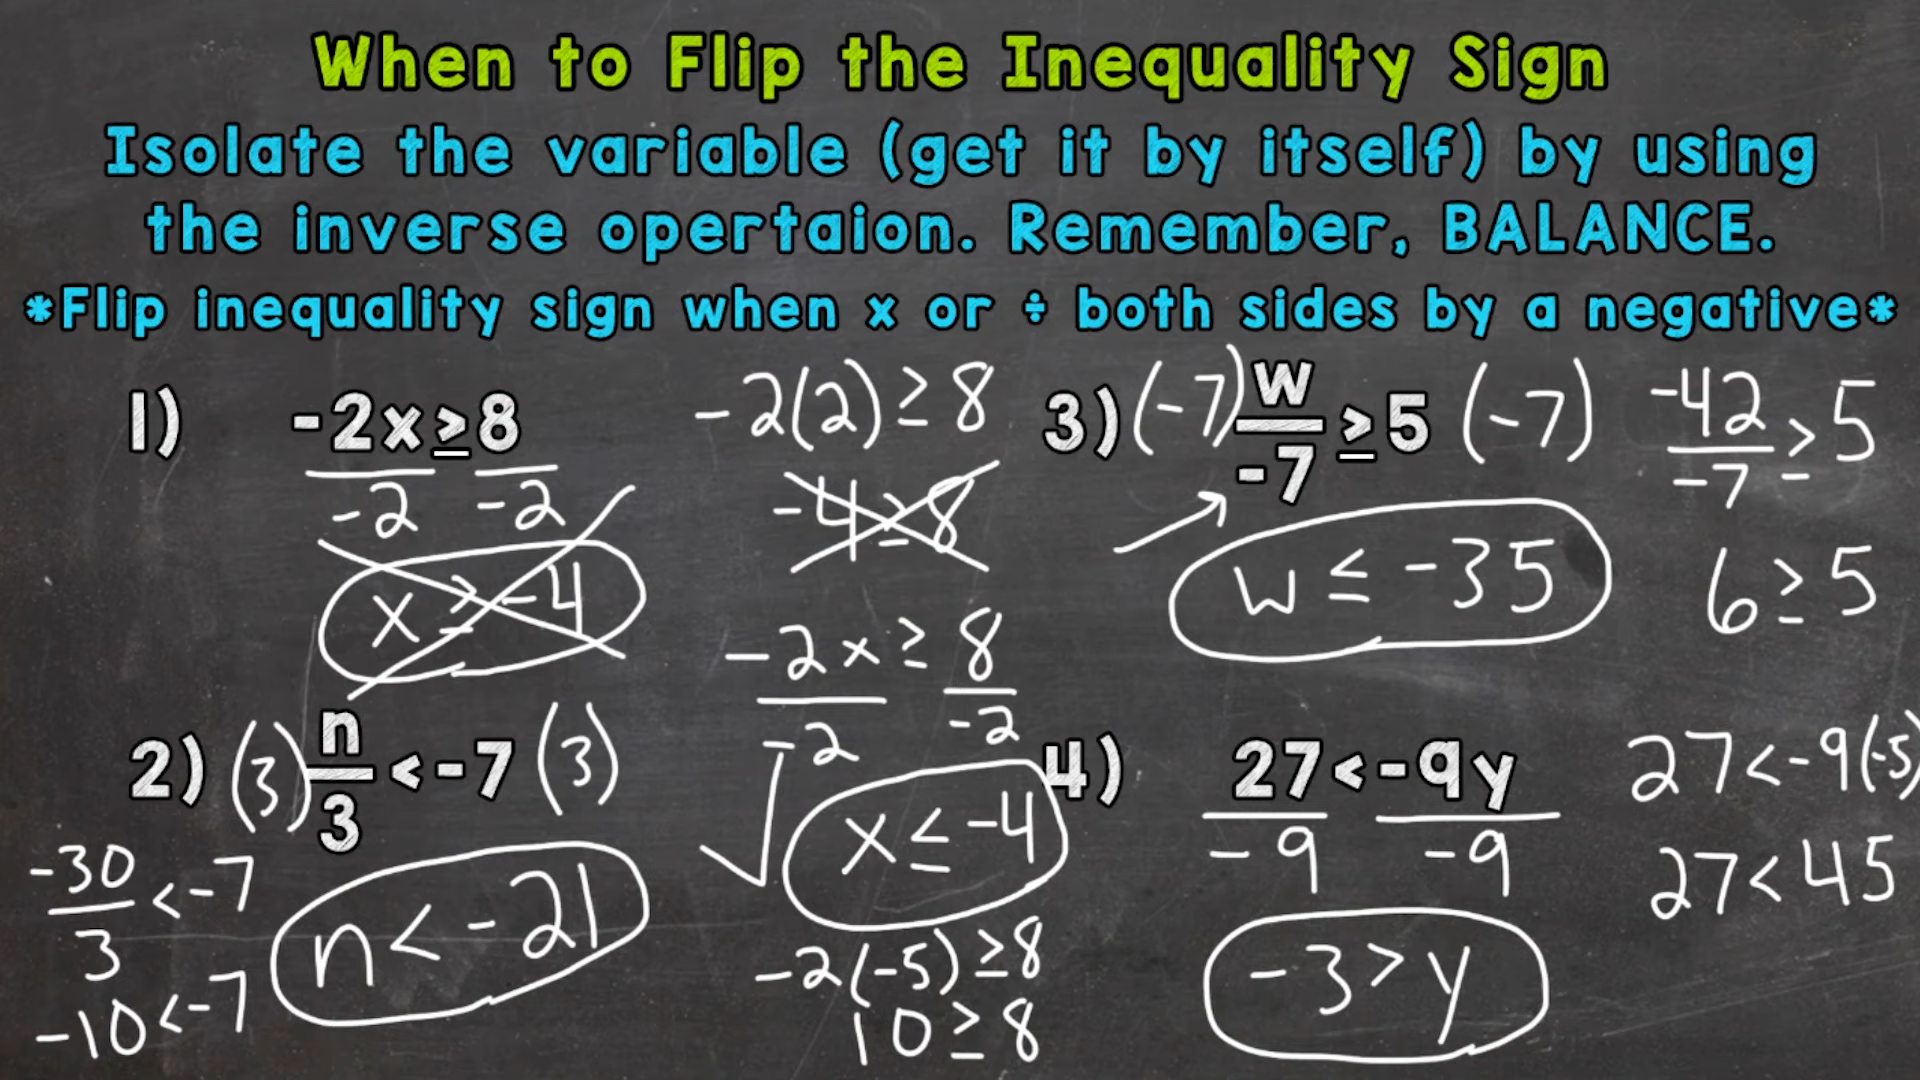 When to Flip the Inequality Sign
Isolate the variable (get it by itself) by using
the inverse opertaion. Remember, BALANCE.
*Flip inequality sign when x or ÷ both sides by a negative*
1) -2x ≥ 8
-2 -2
x ≥ -4
-2(2) ≥ 8
-4 ≥ 8
-2x ≥ 8
-2 -2
x ≤ -4
-2(-5) ≥ 8
10 ≥ 8
2) (3) n/3 < -7 (3)
-30/3 < -7
-10 < -7
n < -21
3) (-7) w/-7 ≥ 5 (-7)
w ≤ -35
-42/-7 ≥ 5
6 ≥ 5
4) 27 < -9y
-9 -9
-3 > y
27 < -9(-5)
27 < 45